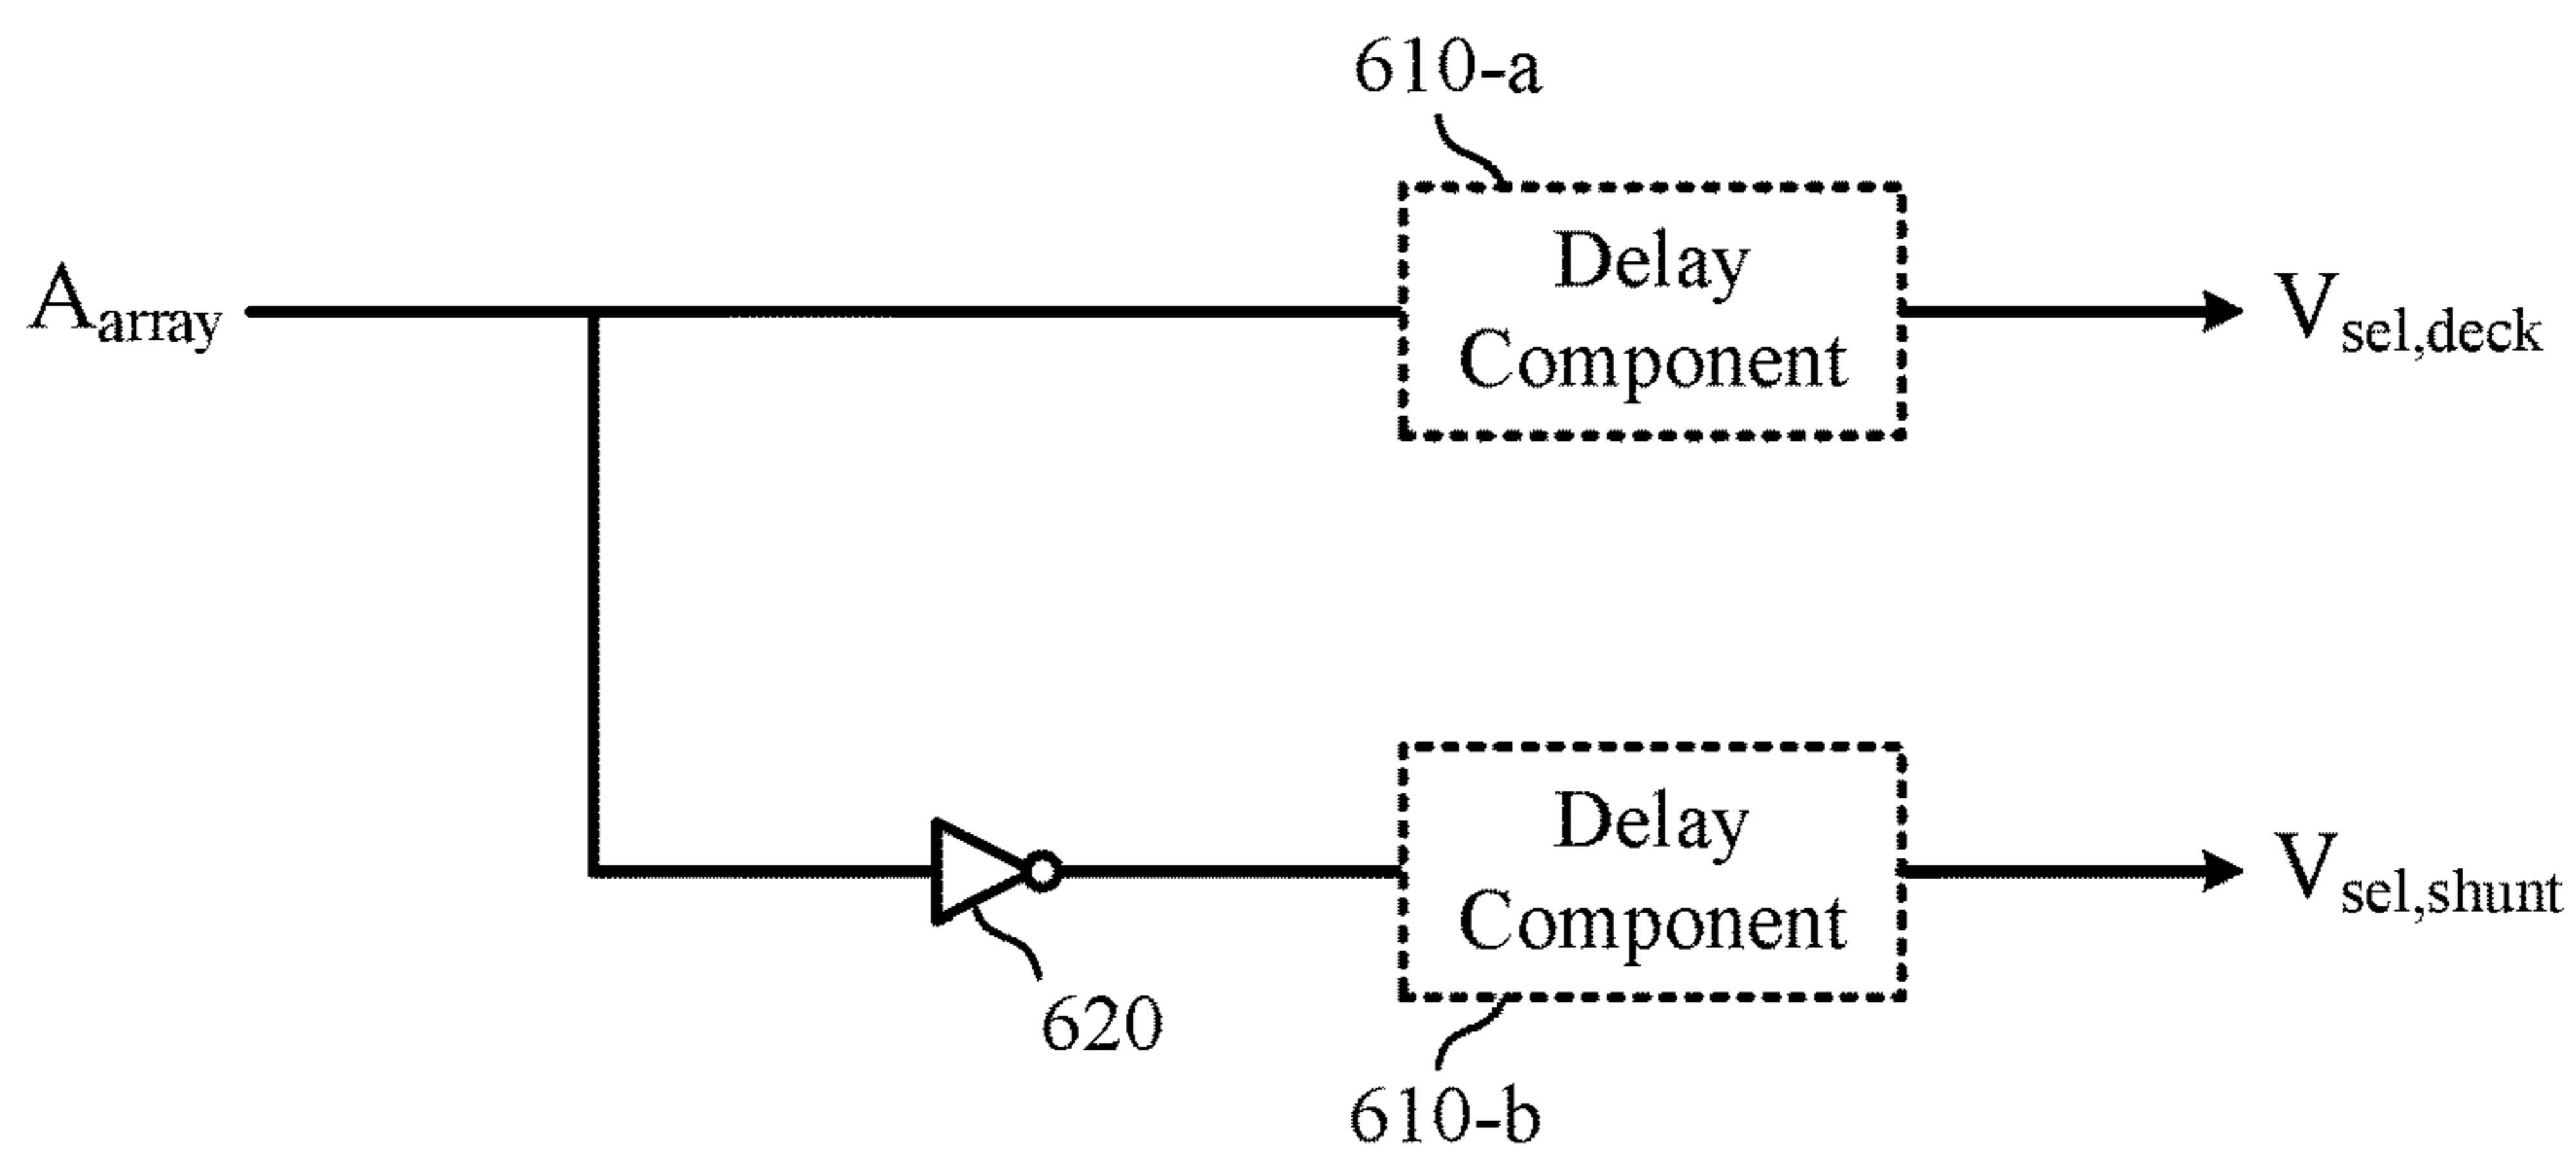 610-a
Delay
Component
A_array
V_sel,deck
Delay
Component
V_sel,shunt
620
610-b